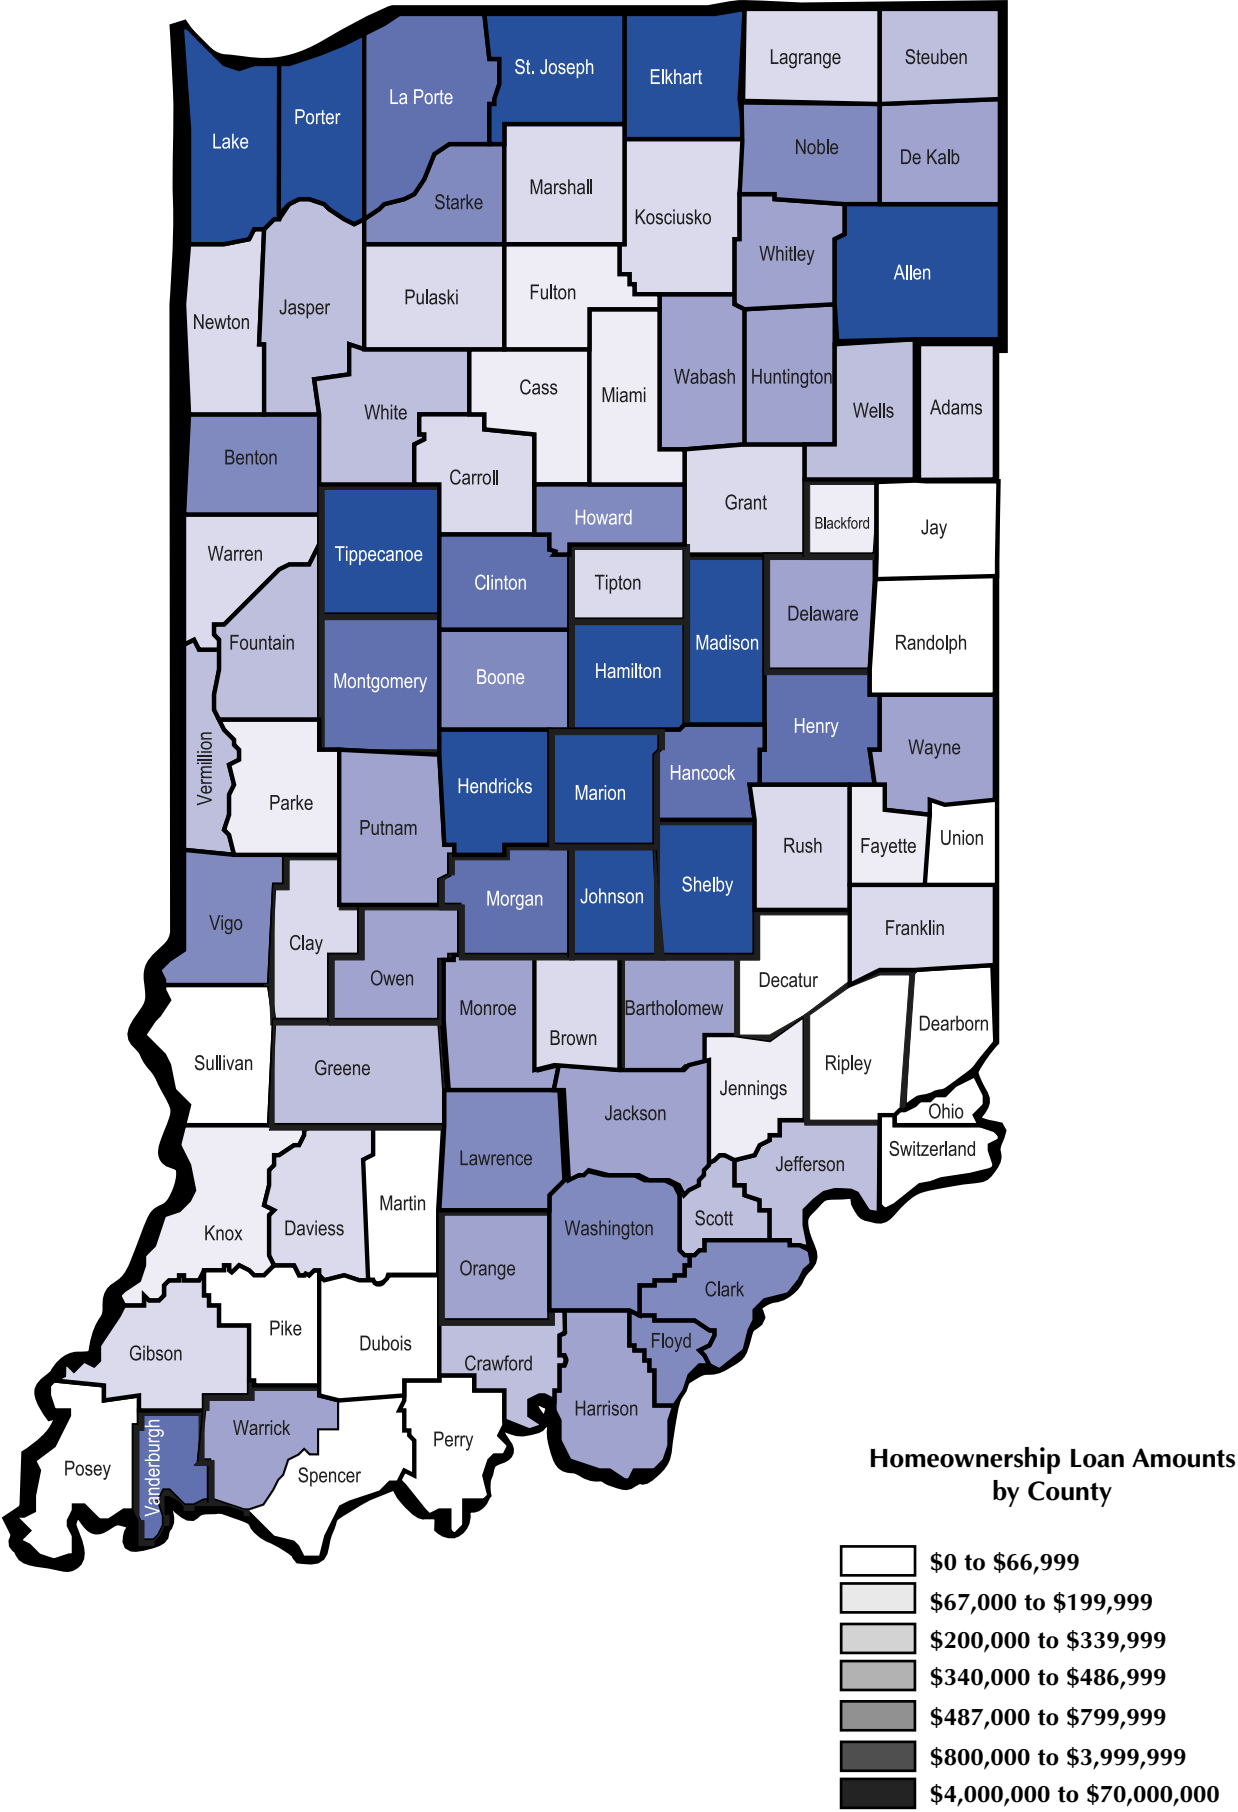 Lake
Porter
La Porte
St. Joseph
Elkhart
Lagrange
Steuben
Noble
De Kalb
Starke
Marshall
Kosciusko
Whitley
Allen
Newton
Jasper
Pulaski
Fulton
Wabash
Huntington
White
Cass
Miami
Wells
Adams
Benton
Carroll
Howard
Grant
Blackford
Jay
Warren
Tippecanoe
Clinton
Tipton
Madison
Delaware
Randolph
Fountain
Montgomery
Boone
Hamilton
Henry
Wayne
Vermillion
Parke
Putnam
Hendricks
Marion
Hancock
Rush
Fayette
Union
Vigo
Clay
Owen
Morgan
Johnson
Shelby
Franklin
Decatur
Sullivan
Greene
Monroe
Brown
Bartholomew
Jennings
Ripley
Dearborn
Ohio
Switzerland
Jackson
Jefferson
Lawrence
Knox
Daviess
Martin
Washington
Scott
Orange
Clark
Pike
Dubois
Gibson
Crawford
Floyd
Harrison
Warrick
Vanderburgh
Posey
Spencer
Perry
Homeownership Loan Amounts
by County
$0 to $66,999
$67,000 to $199,999
$200,000 to $339,999
$340,000 to $486,999
$487,000 to $799,999
$800,000 to $3,999,999
$4,000,000 to $70,000,000